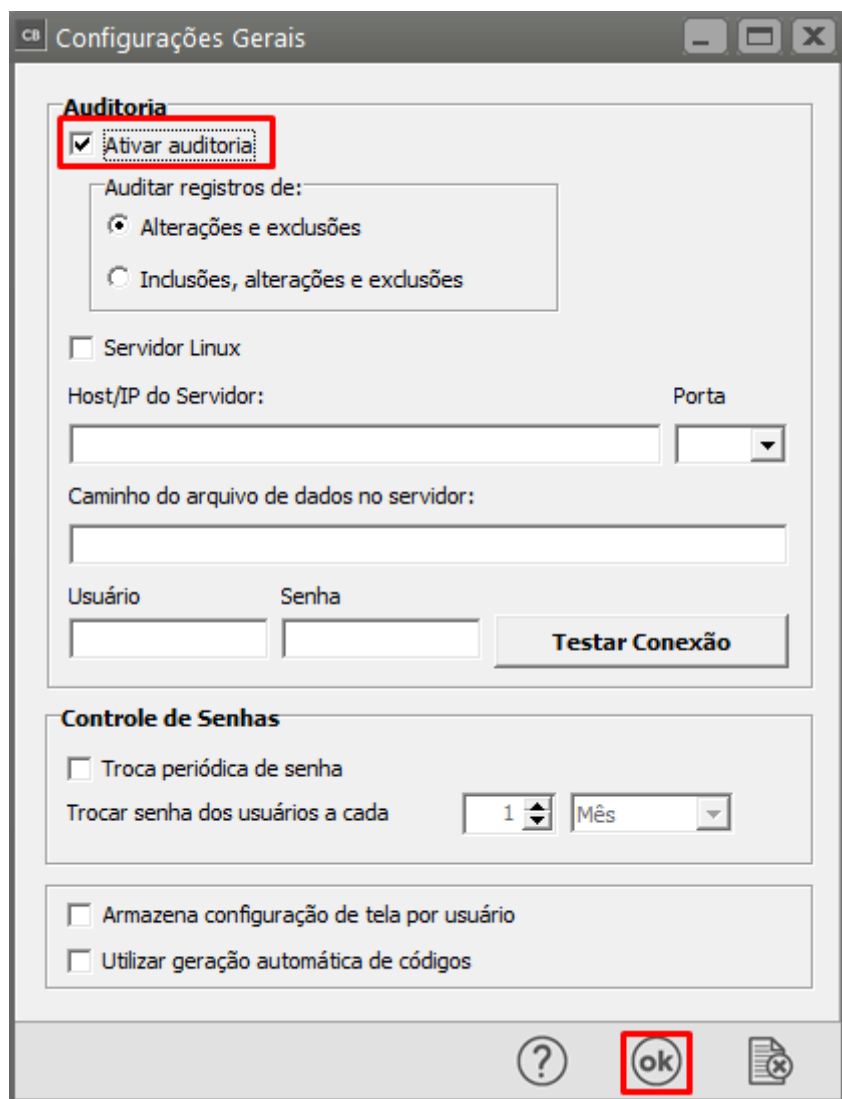 CB Configurações Gerais
Auditoria
Ativar auditoria
Auditar registros de:
Alterações e exclusões
Inclusões, alterações e exclusões
Servidor Linux
Host/IP do Servidor: Porta
Caminho do arquivo de dados no servidor:
Usuário Senha
Testar Conexão
Controle de Senhas
Troca periódica de senha
Trocar senha dos usuários a cada 1 Mês
Armazena configuração de tela por usuário
Utilizar geração automática de códigos
? ok